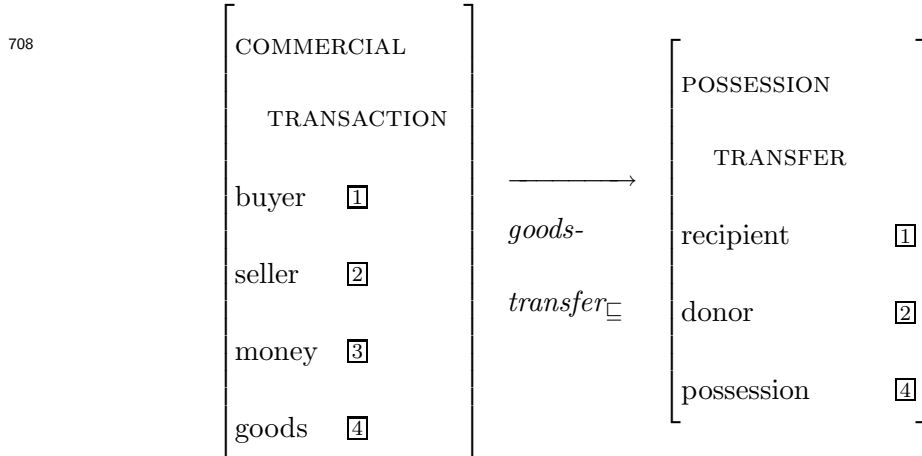 708
COMMERCIAL
TRANSACTION
buyer 1
seller 2
money 3
goods 4
goods-
transfer⊑
POSSESSION
TRANSFER
recipient 1
donor 2
possession 4